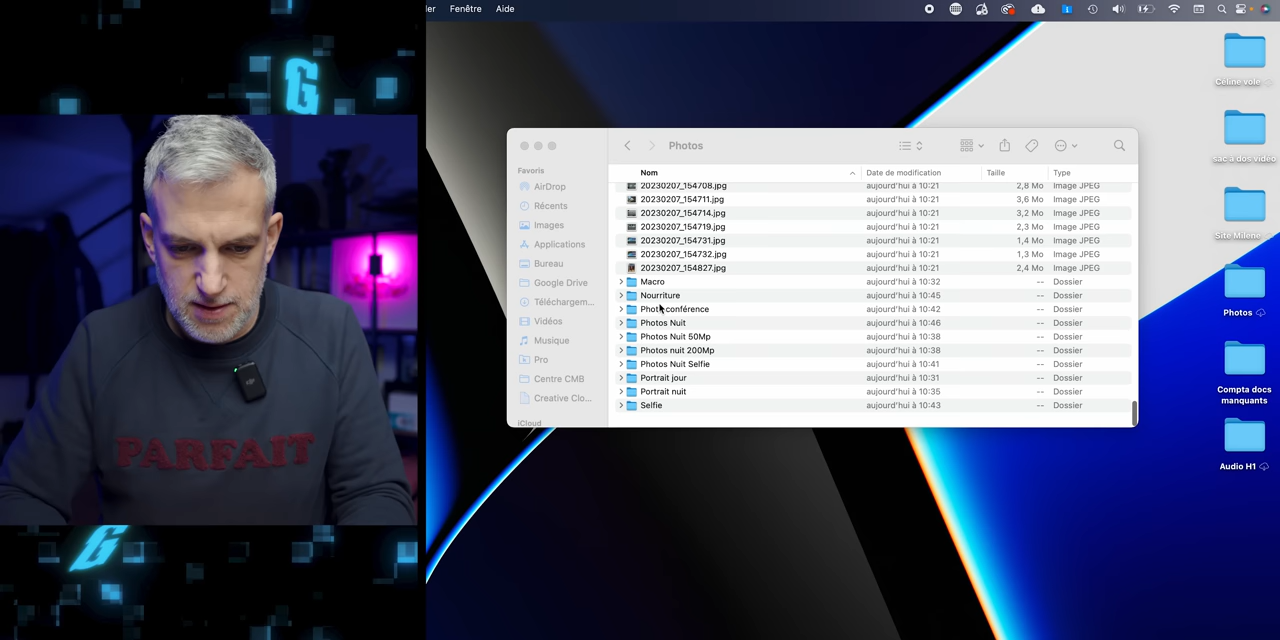 ler Fenêtre Aide
G
PARFAIT
G
Photos
Favoris
AirDrop
Récents
Images
Applications
Bureau
Google Drive
Téléchargem...
Vidéos
Musique
Pro
Centre CMB
Creative Clo...
iCloud
Nom Date de modification Taille Type
20230207_154708.jpg aujourd'hui à 10:21 2,8 Mo Image JPEG
20230207_154711.jpg aujourd'hui à 10:21 3,6 Mo Image JPEG
20230207_154714.jpg aujourd'hui à 10:21 3,2 Mo Image JPEG
20230207_154719.jpg aujourd'hui à 10:21 2,3 Mo Image JPEG
20230207_154731.jpg aujourd'hui à 10:21 1,4 Mo Image JPEG
20230207_154732.jpg aujourd'hui à 10:21 1,3 Mo Image JPEG
20230207_154827.jpg aujourd'hui à 10:21 2,4 Mo Image JPEG
Macro aujourd'hui à 10:32 -- Dossier
Nourriture aujourd'hui à 10:45 -- Dossier
Photo conférence aujourd'hui à 10:42 -- Dossier
Photos Nuit aujourd'hui à 10:46 -- Dossier
Photos Nuit 50Mp aujourd'hui à 10:38 -- Dossier
Photos nuit 200Mp aujourd'hui à 10:38 -- Dossier
Photos Nuit Selfie aujourd'hui à 10:41 -- Dossier
Portrait jour aujourd'hui à 10:31 -- Dossier
Portrait nuit aujourd'hui à 10:35 -- Dossier
Selfie aujourd'hui à 10:43 -- Dossier
Céline vole
sac à dos vidéo
Site Milène
Photos
Compta docs
manquants
Audio H1